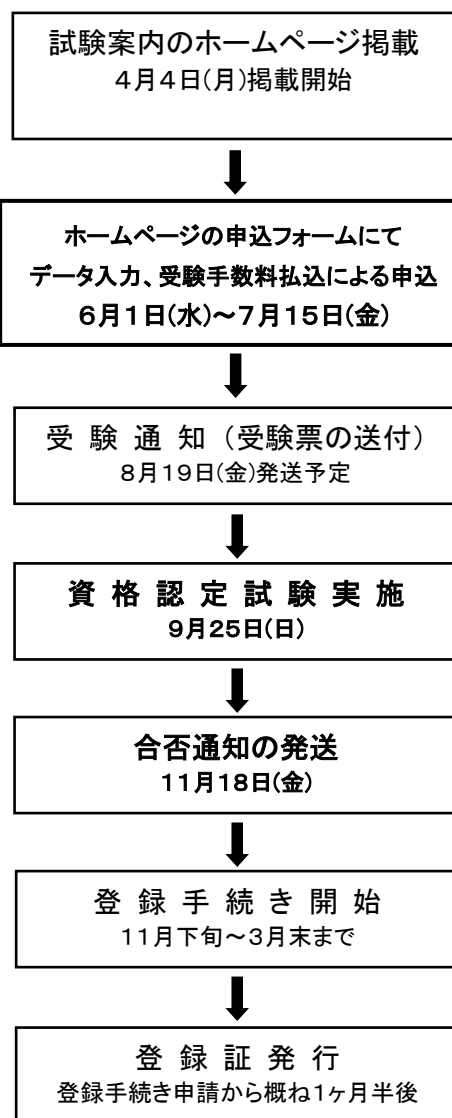 試験案内のホームページ掲載
4月4日(月)掲載開始
ホームページの申込フォームにて
データ入力、受験手数料払込による申込
6月1日(水)～7月15日(金)
受 験 通 知 （受験票の送付）
8月19日(金)発送予定
資 格 認 定 試 験 実 施
9月25日(日)
合否通知の発送
11月18日(金)
登 録 手 続 き 開 始
11月下旬～3月末まで
登 録 証 発 行
登録手続き申請から概ね1ヶ月半後